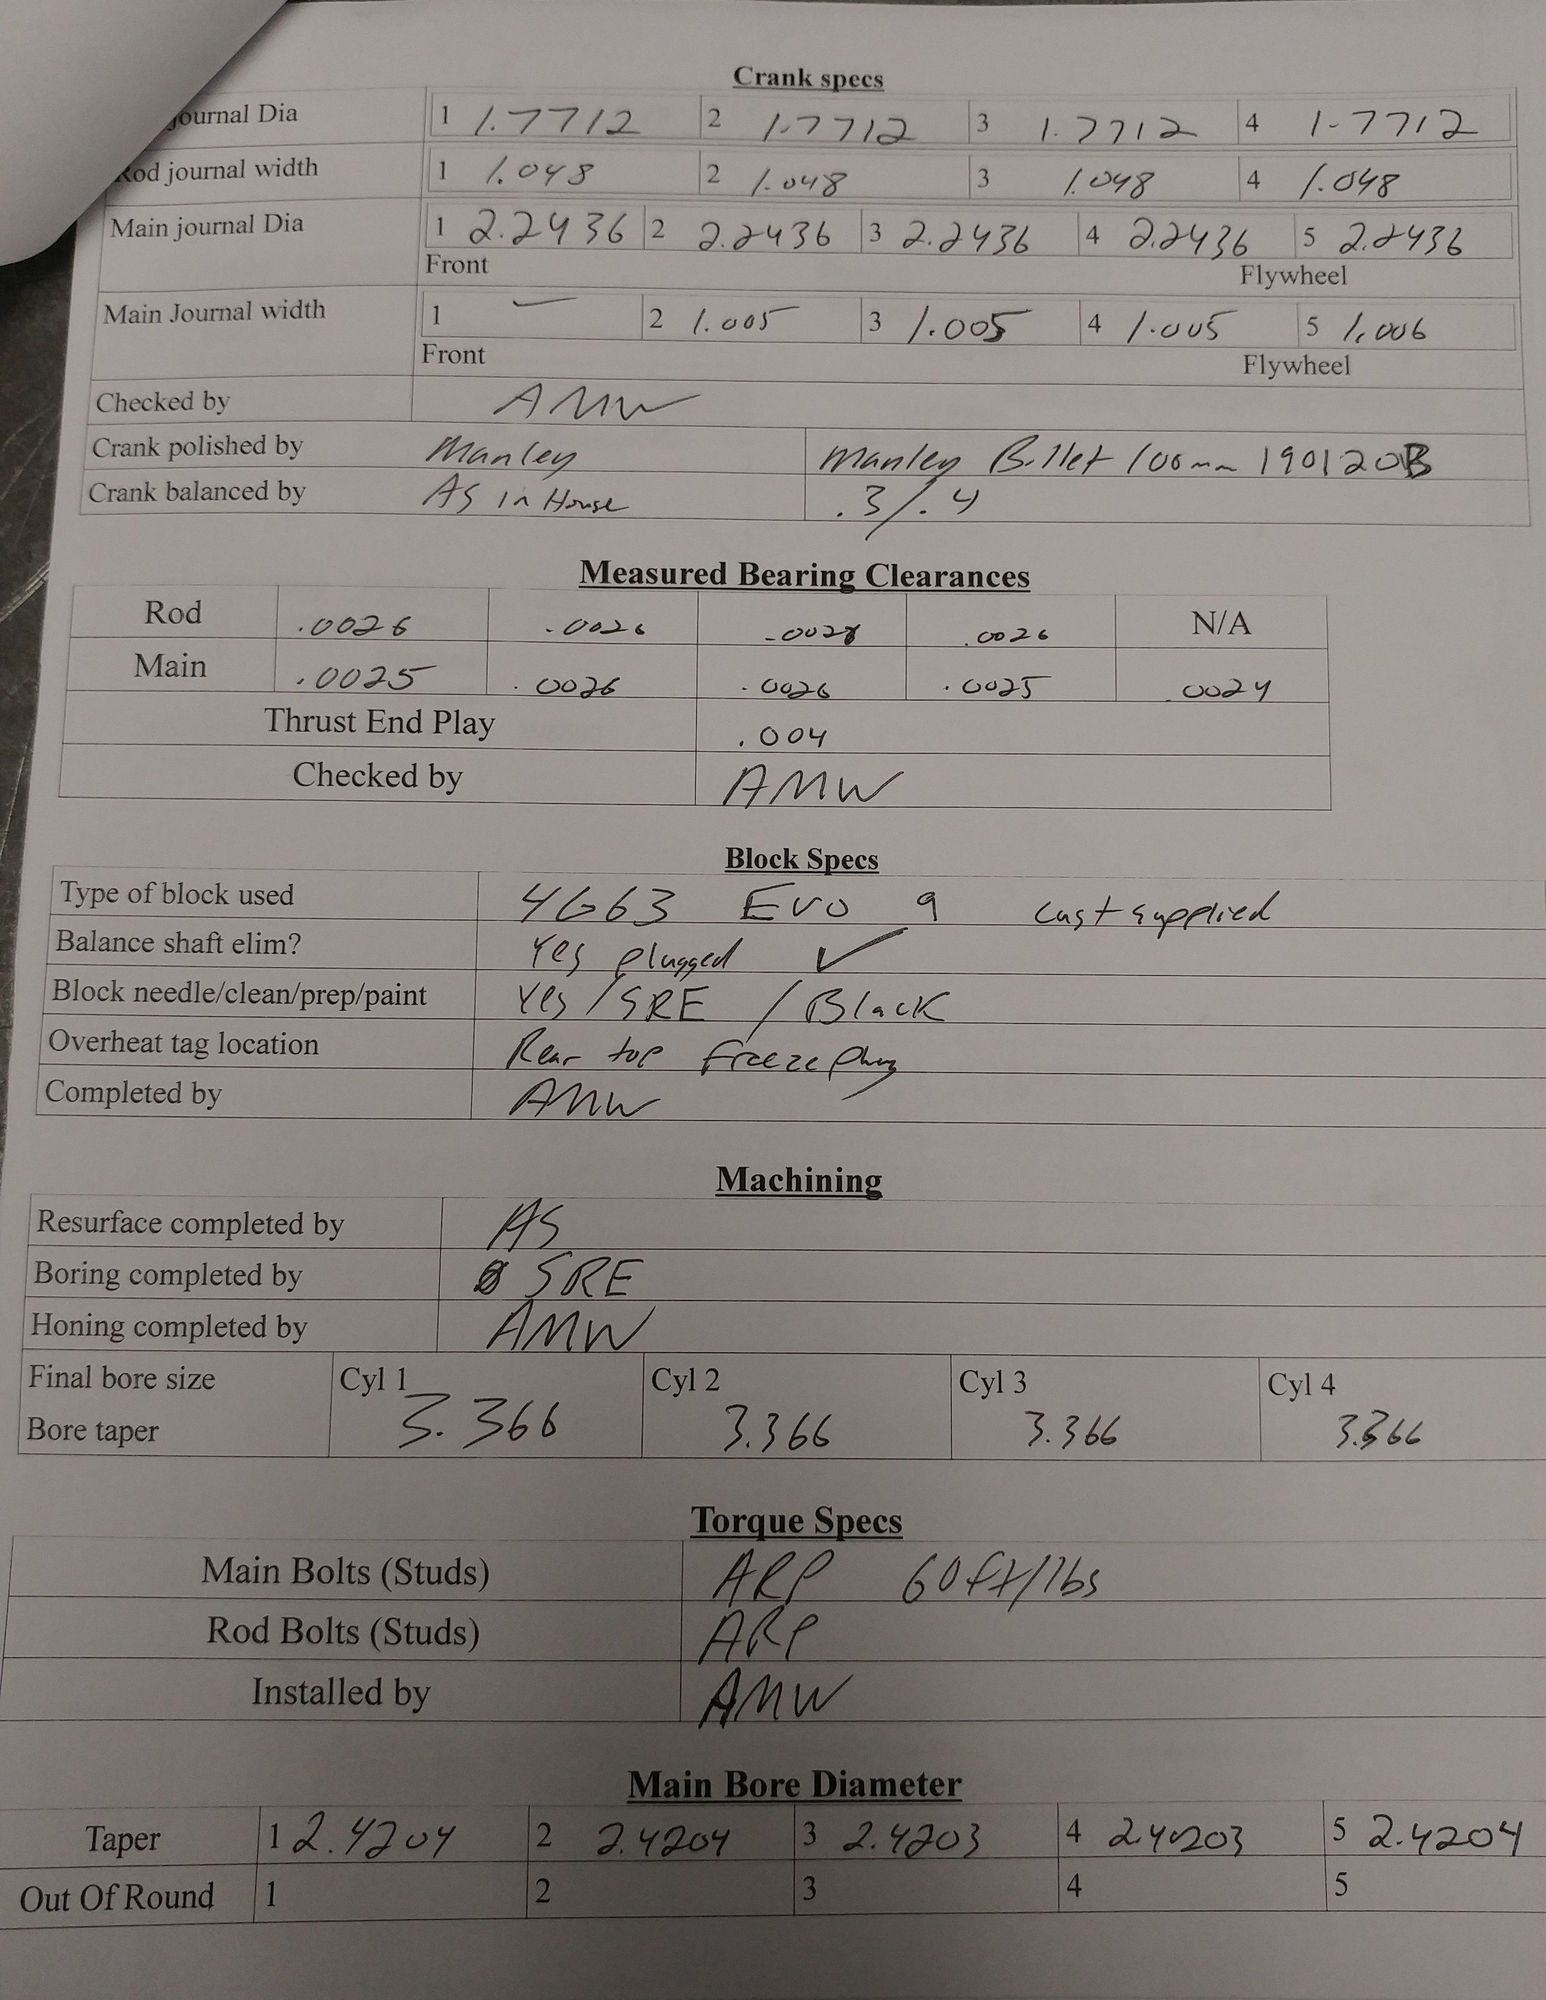 Crank specs
Journal Dia 1 1.7712 2 1.7712 3 1.7712 4 1.7712
Rod journal width 1 1.048 2 1.048 3 1.048 4 1.048
Main journal Dia 1 2.2436 2 2.2436 3 2.2436 4 2.2436 5 2.2436
Front Flywheel
Main Journal width 1 — 2 1.005 3 1.005 4 1.005 5 1.006
Front Flywheel
Checked by AMW
Crank polished by Manley Manley Billet 100mm 190120B
Crank balanced by AS in House .3/.4
Measured Bearing Clearances
Rod .0026 .0026 .0028 .0026 N/A
Main .0025 .0026 .0026 .0025 .0024
Thrust End Play .004
Checked by AMW
Block Specs
Type of block used 4G63 Evo 9 Cust supplied
Balance shaft elim? Yes plugged ✓
Block needle/clean/prep/paint Yes / SRE / Black
Overheat tag location Rear top freeze plug
Completed by AMW
Machining
Resurface completed by AS
Boring completed by SRE
Honing completed by AMW
Final bore size Cyl 1 Cyl 2 Cyl 3 Cyl 4
Bore taper 3.366 3.366 3.366 3.366
Torque Specs
Main Bolts (Studs) ARP 60ft/lbs
Rod Bolts (Studs) ARP
Installed by AMW
Main Bore Diameter
Taper 1 2.4204 2 2.4204 3 2.4203 4 2.4203 5 2.4204
Out Of Round 1 2 3 4 5